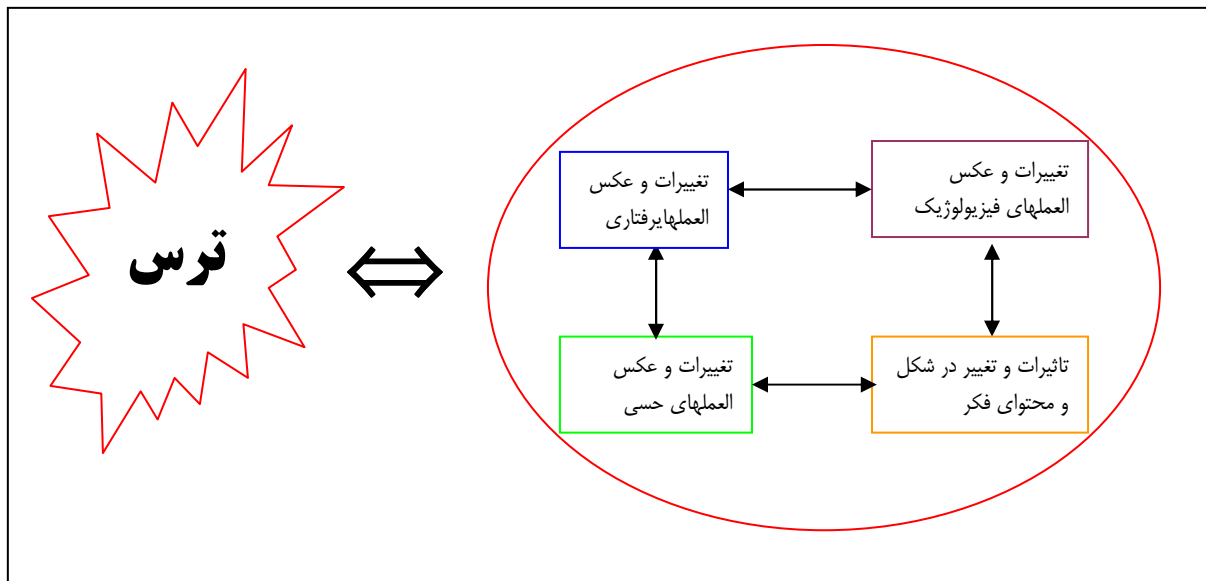 ترس
تغییرات و عکس
العملهای فیزیولوژیک
تغییرات و عکس
العملهایرفتاری
تاثیرات و تغییر در شکل
و محتوای فکر
تغییرات و عکس
العملهای حسی